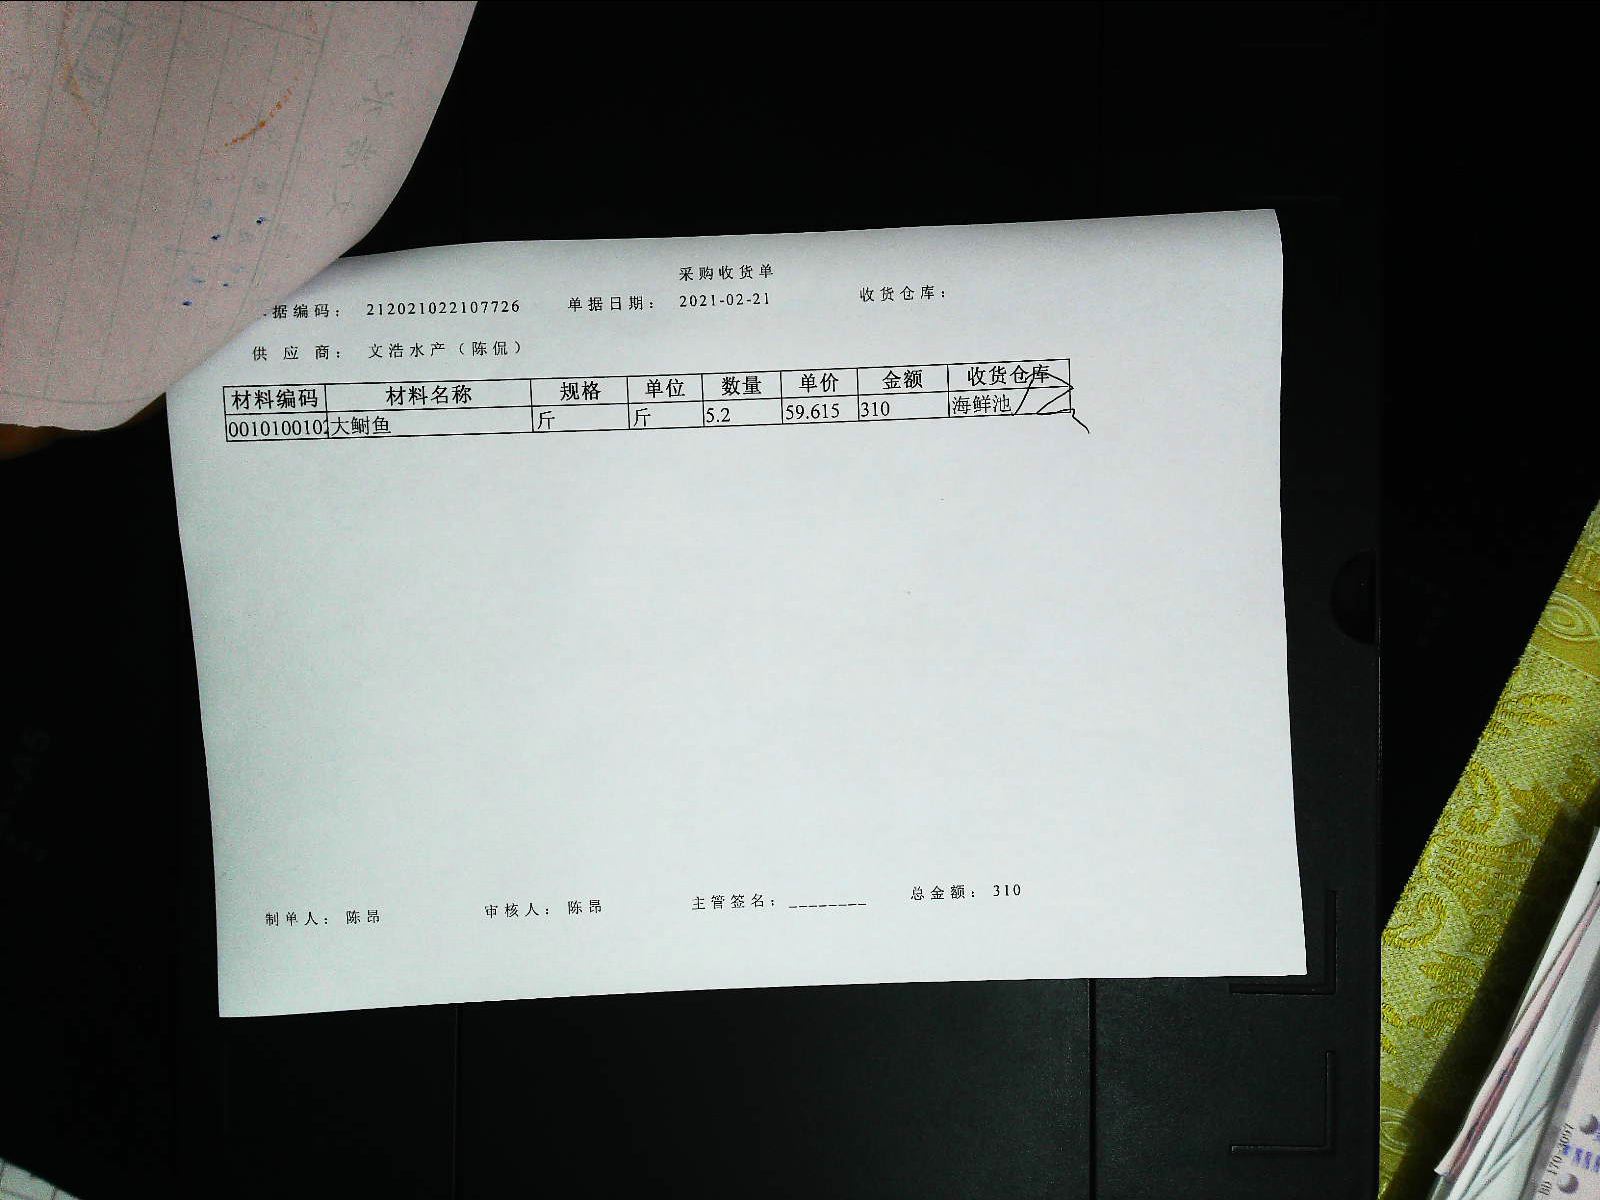 采购收货单
据编码： 212021022107726 单据日期： 2021-02-21 收货仓库：
供 应 商： 文浩水产（陈侃）
材料编码 材料名称 规格 单位 数量 单价 金额 收货仓库
0010100102 大鲥鱼 斤 斤 5.2 59.615 310 海鲜池
制单人： 陈昂 审核人： 陈昂 主管签名：________ 总金额： 310